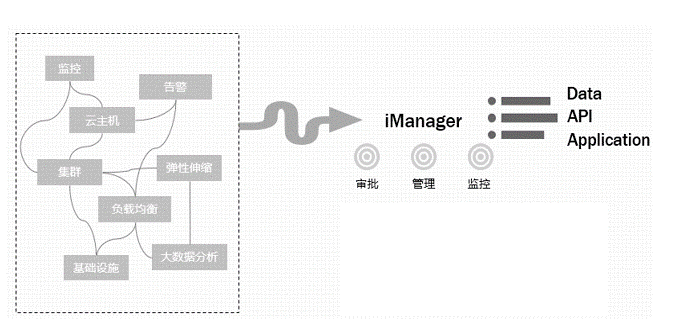 监控
告警
云主机
集群
弹性伸缩
负载均衡
大数据分析
基础设施
iManager
Data
API
Application
审批
管理
监控